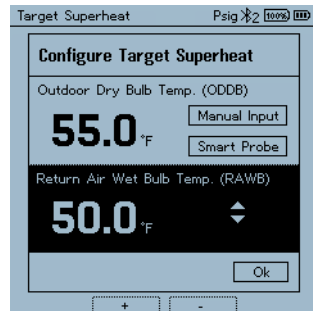 Target Superheat Psig 2 100%
Configure Target Superheat
Outdoor Dry Bulb Temp. (ODDB)
55.0 °F
Manual Input
Smart Probe
Return Air Wet Bulb Temp. (RAWB)
50.0 °F
Ok
+ -